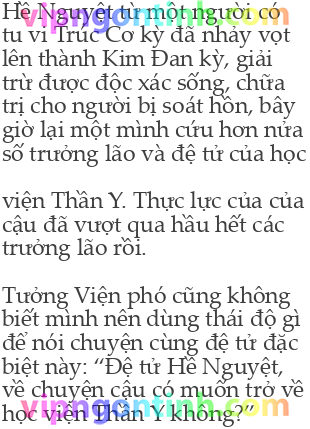 Hề Nguyệt từ một người có
tu vi Trúc Cơ kỳ đã nhảy vọt
lên thành Kim Đan kỳ, giải
trừ được độc xác sống, chữa
trị cho người bị soát hồn, bây
giờ lại một mình cứu hơn nửa
số trưởng lão và đệ tử của học
viện Thần Y. Thực lực của của
cậu đã vượt qua hầu hết các
trưởng lão rồi.
Tưởng Viện phó cũng không
biết mình nên dùng thái độ gì
để nói chuyện cùng đệ tử đặc
biệt này: “Đệ tử Hề Nguyệt,
về chuyện cậu có muốn trở về
học viện Thần Y không?”
vipngontinh.com
vipngontinh.com